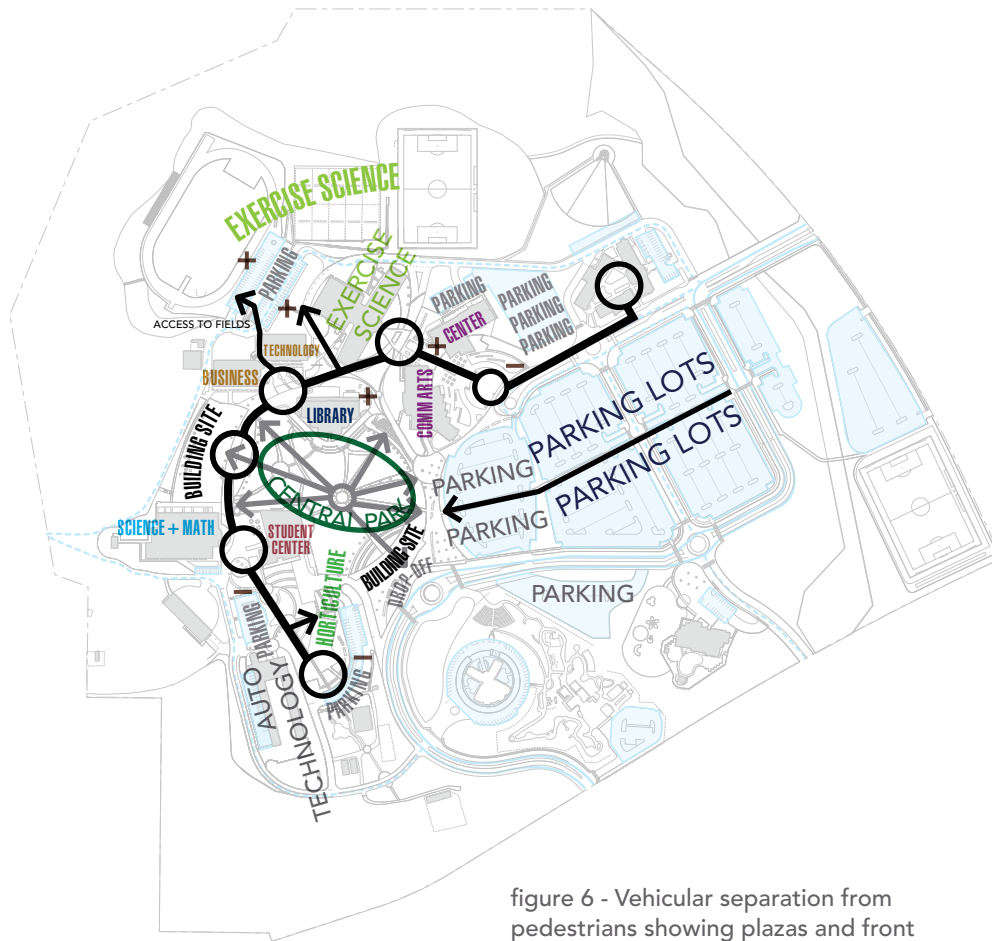 EXERCISE SCIENCE
PARKING
EXERCISE
SCIENCE
ACCESS TO FIELDS
PARKING
CENTER
PARKING
PARKING
PARKING
TECHNOLOGY
BUSINESS
LIBRARY
COMM ARTS
PARKING LOTS
PARKING LOTS
BUILDING SITE
PARKING
PARKING
CENTRAL PARK
SCIENCE + MATH
STUDENT
CENTER
BUILDING SITE
DROP-OFF
HORTICULTURE
PARKING
PARKING
PARKING
AUTO
TECHNOLOGY
figure 6 - Vehicular separation from
pedestrians showing plazas and front